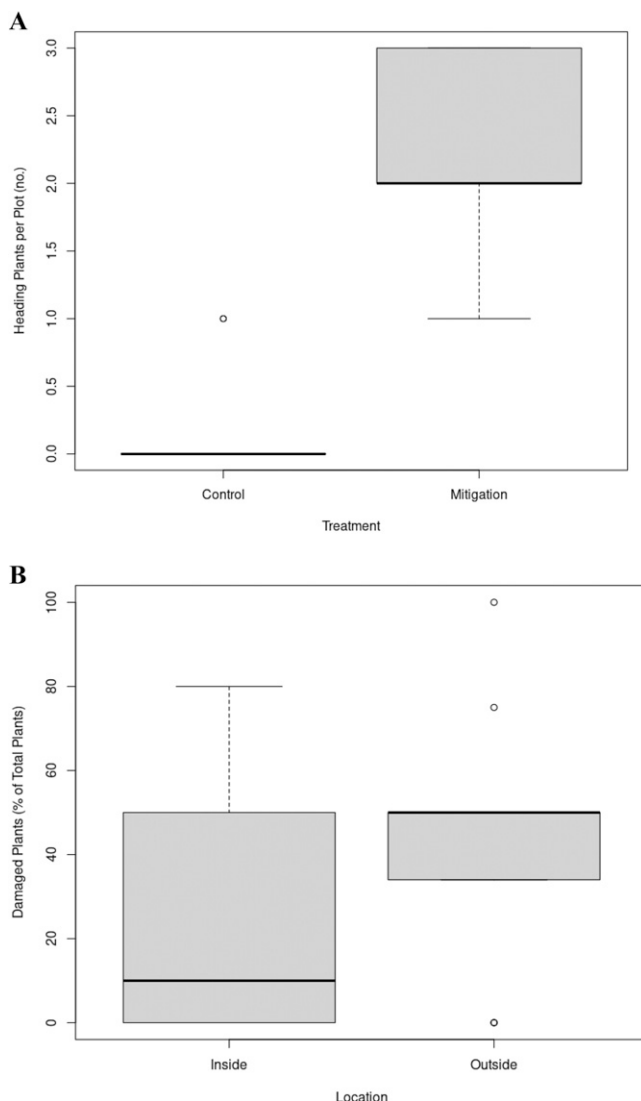 A
Heading Plants per Plot (no.)
3.0
2.5
2.0
1.5
1.0
0.5
0.0
Control Mitigation
Treatment
B
Damaged Plants (% of Total Plants)
100
80
60
40
20
0
Inside Outside
Location